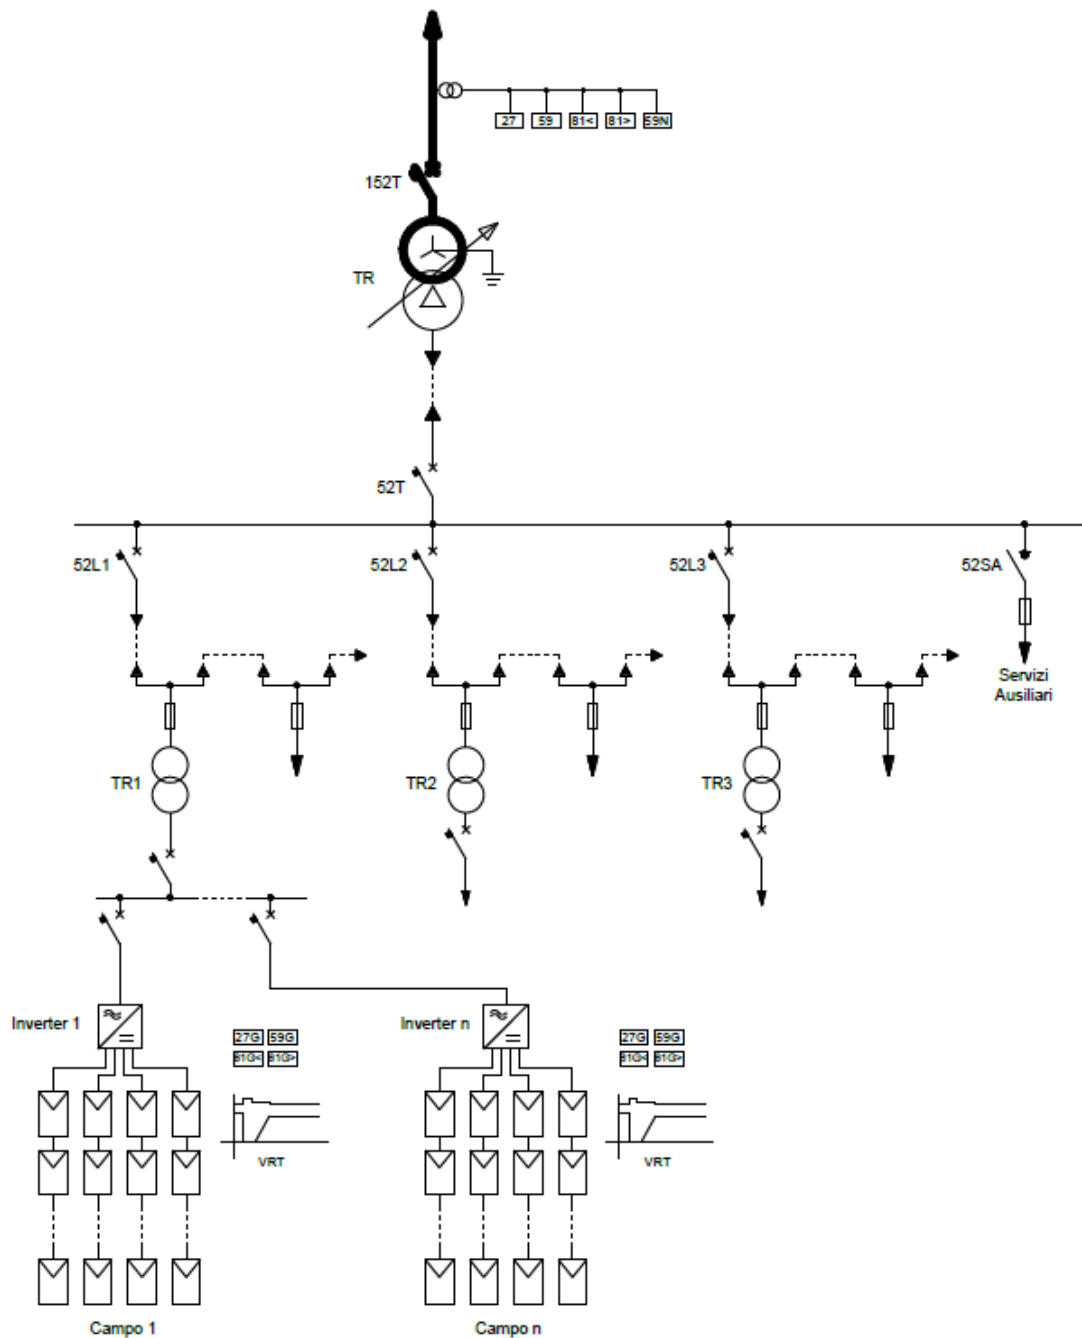 27 59 81< 81> 59N
152T
TR
52T
52L1 52L2 52L3 52SA
Servizi
Ausiliari
TR1 TR2 TR3
Inverter 1 Inverter n
27G 59G 27G 59G
81G< 81G> 81G< 81G>
VRT VRT
Campo 1 Campo n